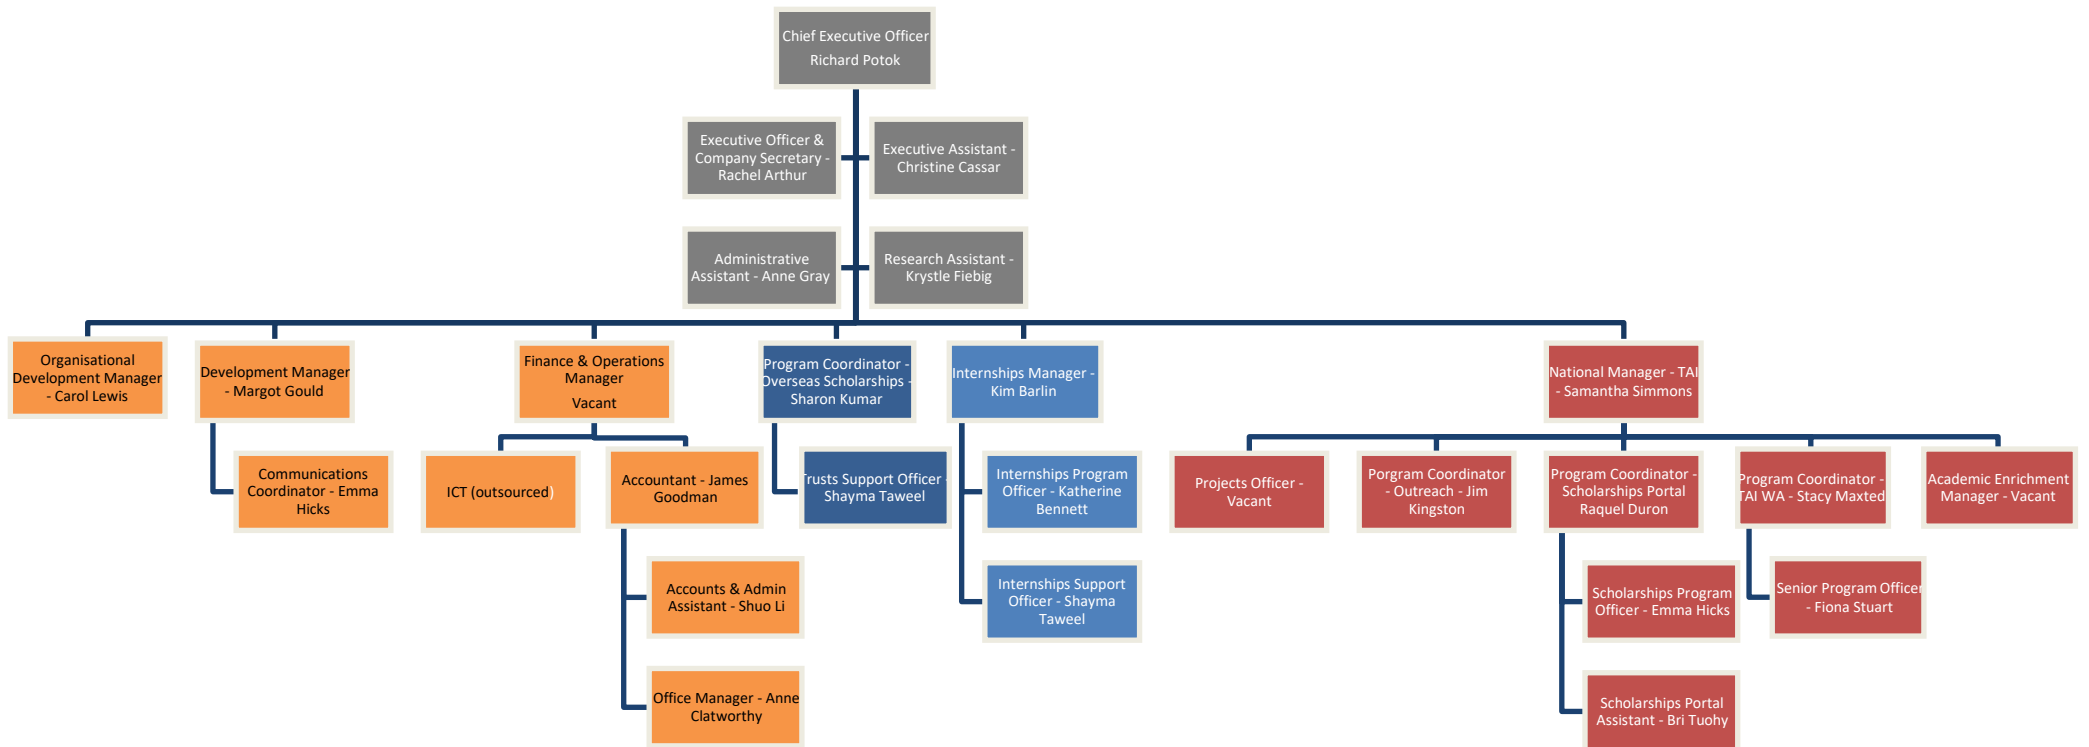 Chief Executive Officer
Richard Potok
Executive Officer &
Company Secretary -
Rachel Arthur
Executive Assistant -
Christine Cassar
Administrative
Assistant - Anne Gray
Research Assistant -
Krystle Fiebig
Organisational
Development Manager
- Carol Lewis
Development Manager
- Margot Gould
Finance & Operations
Manager
Vacant
Program Coordinator -
Overseas Scholarships -
Sharon Kumar
Internships Manager -
Kim Barlin
National Manager - TAI
- Samantha Simmons
Communications
Coordinator - Emma
Hicks
ICT (outsourced)
Accountant - James
Goodman
Trusts Support Officer -
Shayma Taweel
Internships Program
Officer - Katherine
Bennett
Projects Officer -
Vacant
Porgram Coordinator
- Outreach - Jim
Kingston
Program Coordinator -
Scholarships Portal
Raquel Duron
Program Coordinator -
TAI WA - Stacy Maxted
Academic Enrichment
Manager - Vacant
Accounts & Admin
Assistant - Shuo Li
Internships Support
Officer - Shayma
Taweel
Scholarships Program
Officer - Emma Hicks
Senior Program Officer
- Fiona Stuart
Office Manager - Anne
Clatworthy
Scholarships Portal
Assistant - Bri Tuohy